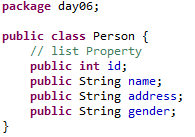 package day06;
public class Person {
// list Property
public int id;
public String name;
public String address;
public String gender;
}